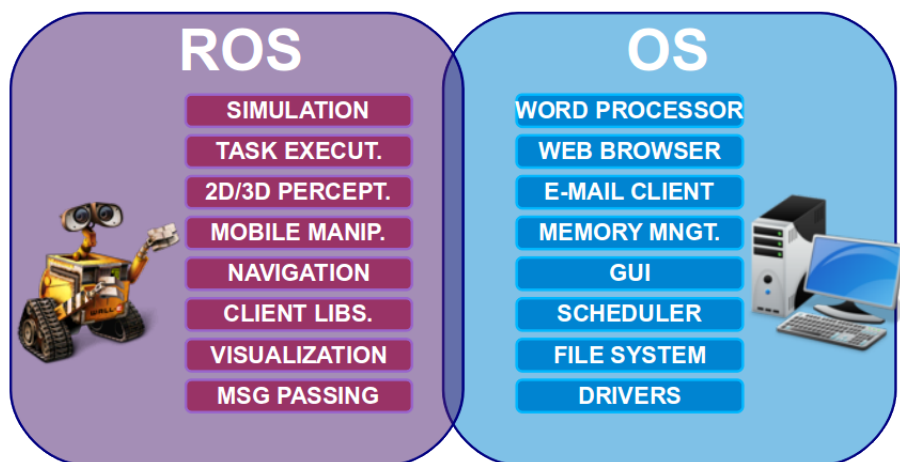 ROS
SIMULATION
TASK EXECUT.
2D/3D PERCEPT.
MOBILE MANIP.
NAVIGATION
CLIENT LIBS.
VISUALIZATION
MSG PASSING
WALL•E
OS
WORD PROCESSOR
WEB BROWSER
E-MAIL CLIENT
MEMORY MNGT.
GUI
SCHEDULER
FILE SYSTEM
DRIVERS